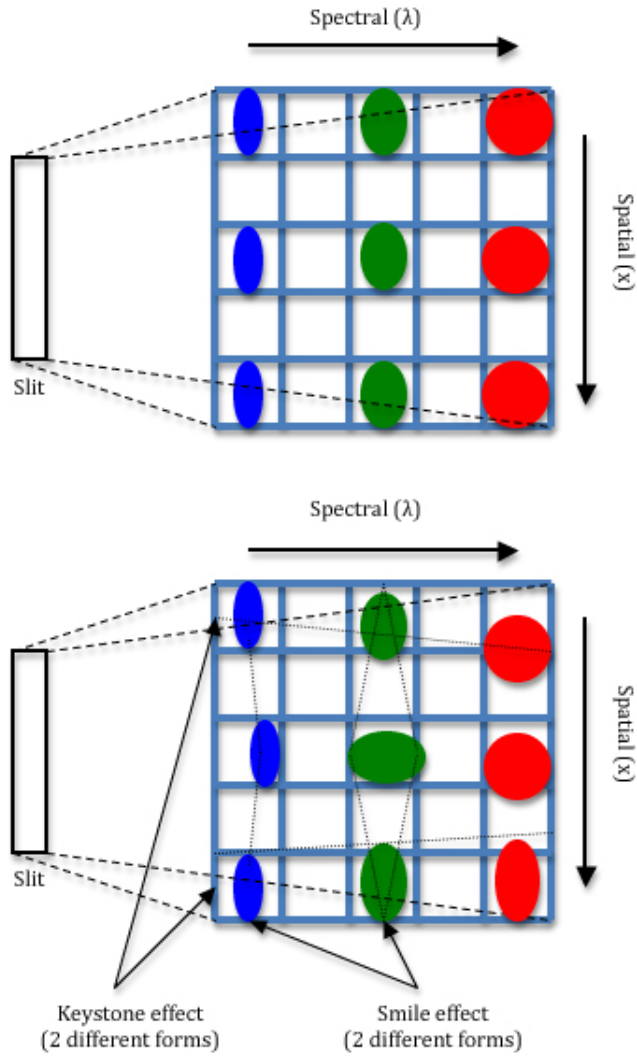 Spectral (λ)
Spatial (x)
Slit
Spectral (λ)
Spatial (x)
Slit
Keystone effect
(2 different forms)
Smile effect
(2 different forms)